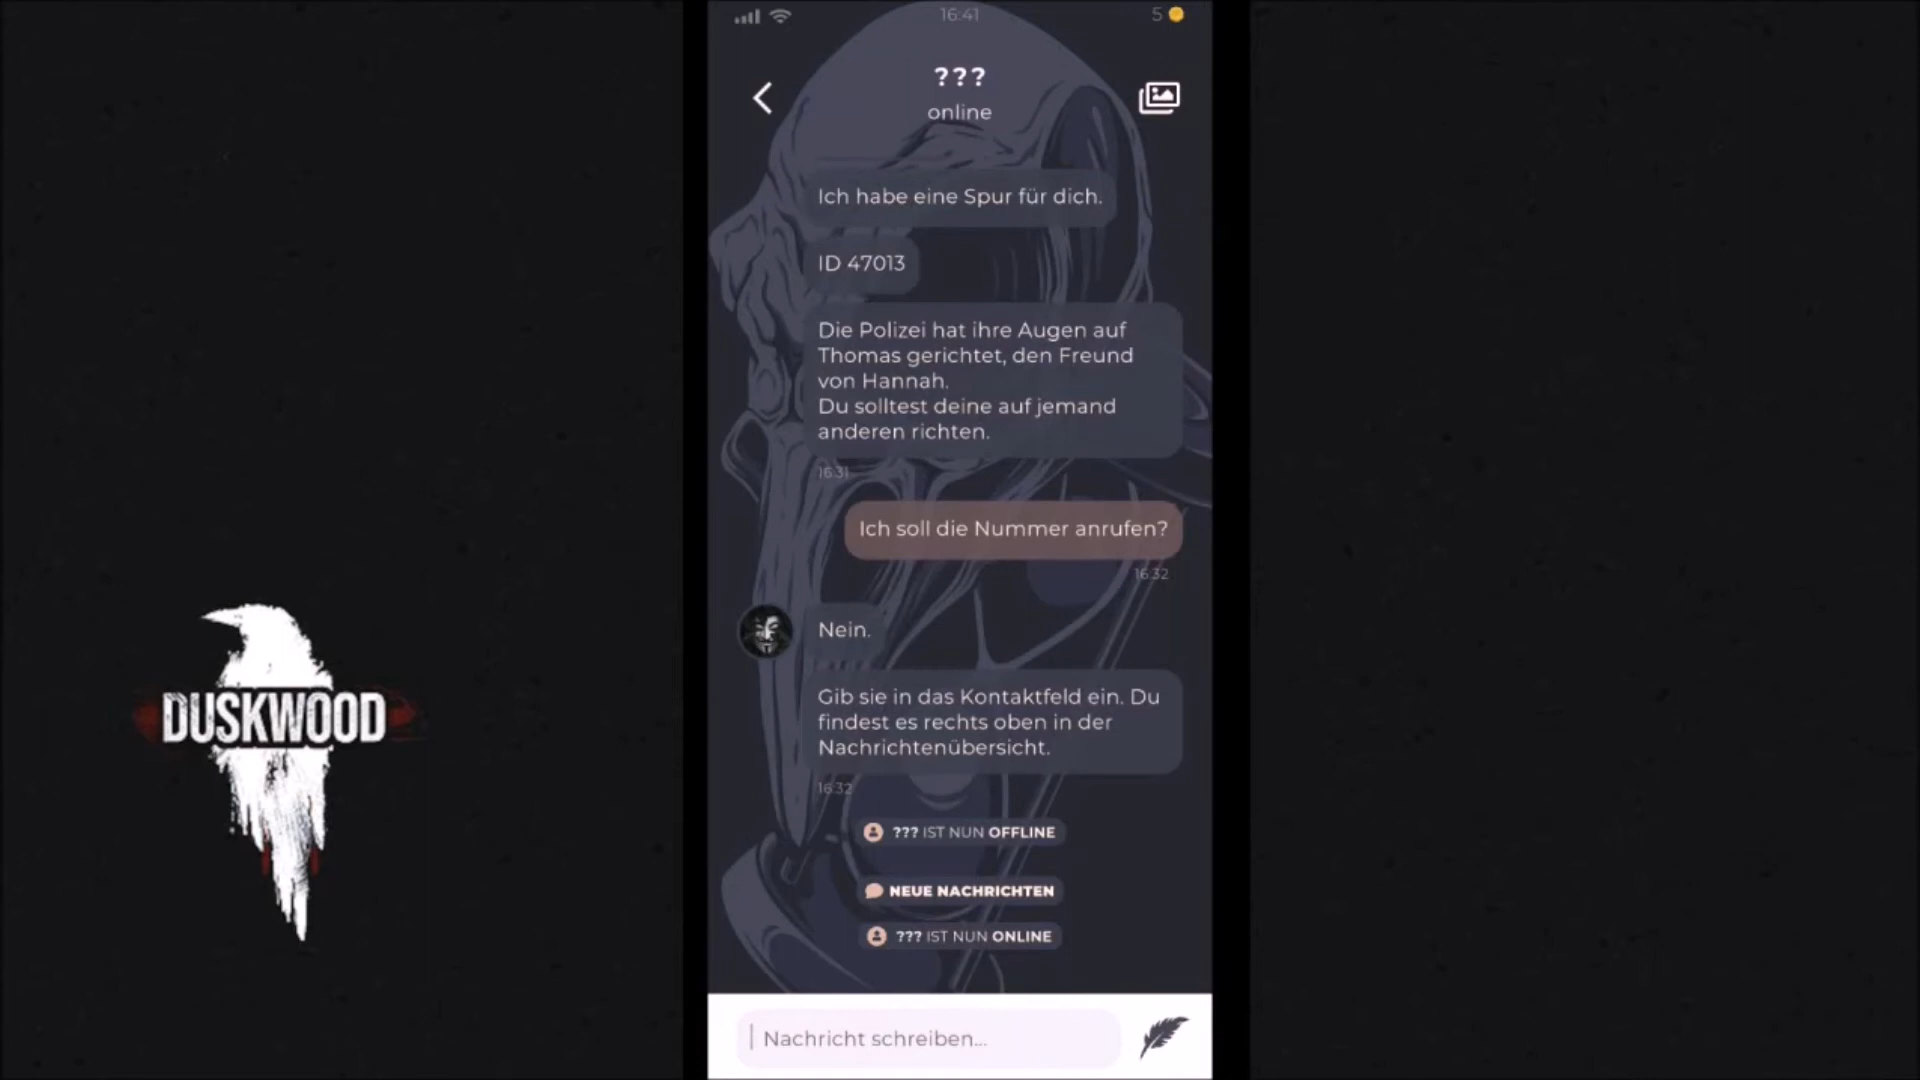 16:41
5
???
online
Ich habe eine Spur für dich.
ID 47013
Die Polizei hat ihre Augen auf
Thomas gerichtet, den Freund
von Hannah.
Du solltest deine auf jemand
anderen richten.
16:31
Ich soll die Nummer anrufen?
16:32
Nein.
Gib sie in das Kontaktfeld ein. Du
findest es rechts oben in der
Nachrichtenübersicht.
16:32
??? IST NUN OFFLINE
NEUE NACHRICHTEN
??? IST NUN ONLINE
Nachricht schreiben...
DUSKWOOD